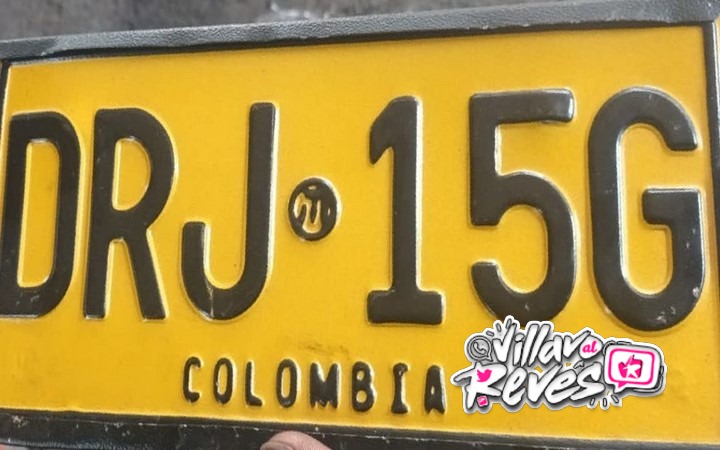 DRJ 15G
COLOMBIA
Villav al
Revés